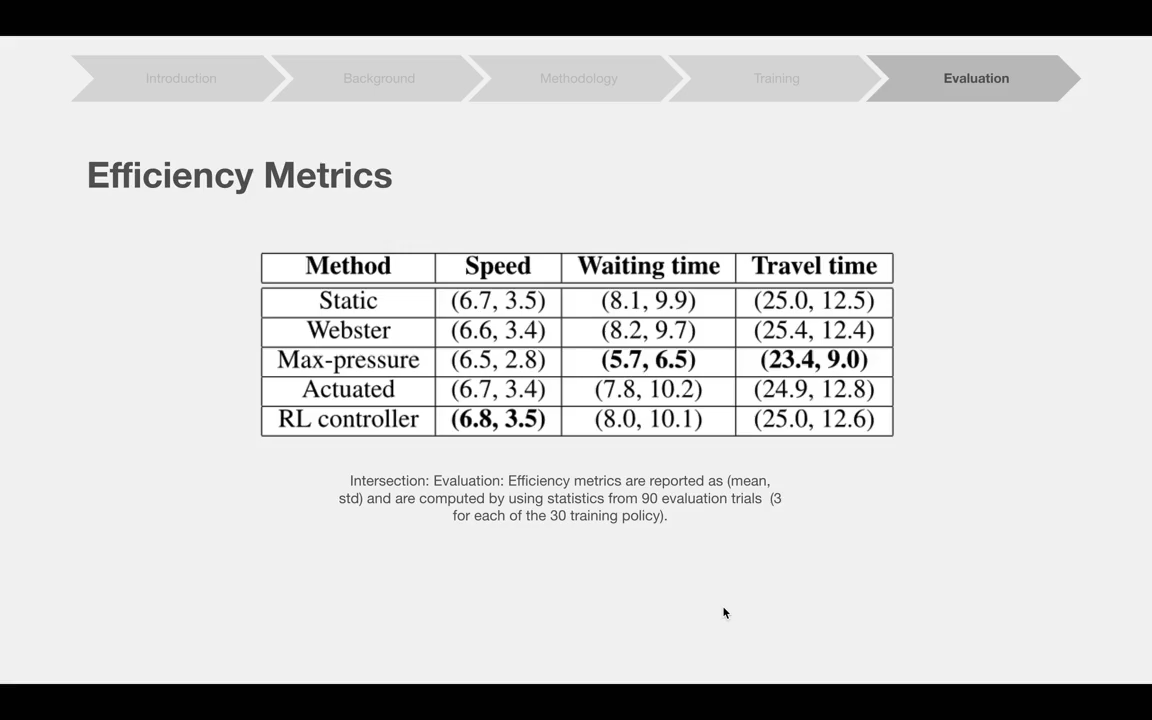 Introduction Background Methodology Training Evaluation
Efficiency Metrics
Method Speed Waiting time Travel time
Static (6.7, 3.5) (8.1, 9.9) (25.0, 12.5)
Webster (6.6, 3.4) (8.2, 9.7) (25.4, 12.4)
Max-pressure (6.5, 2.8) (5.7, 6.5) (23.4, 9.0)
Actuated (6.7, 3.4) (7.8, 10.2) (24.9, 12.8)
RL controller (6.8, 3.5) (8.0, 10.1) (25.0, 12.6)
Intersection: Evaluation: Efficiency metrics are reported as (mean,
std) and are computed by using statistics from 90 evaluation trials (3
for each of the 30 training policy).